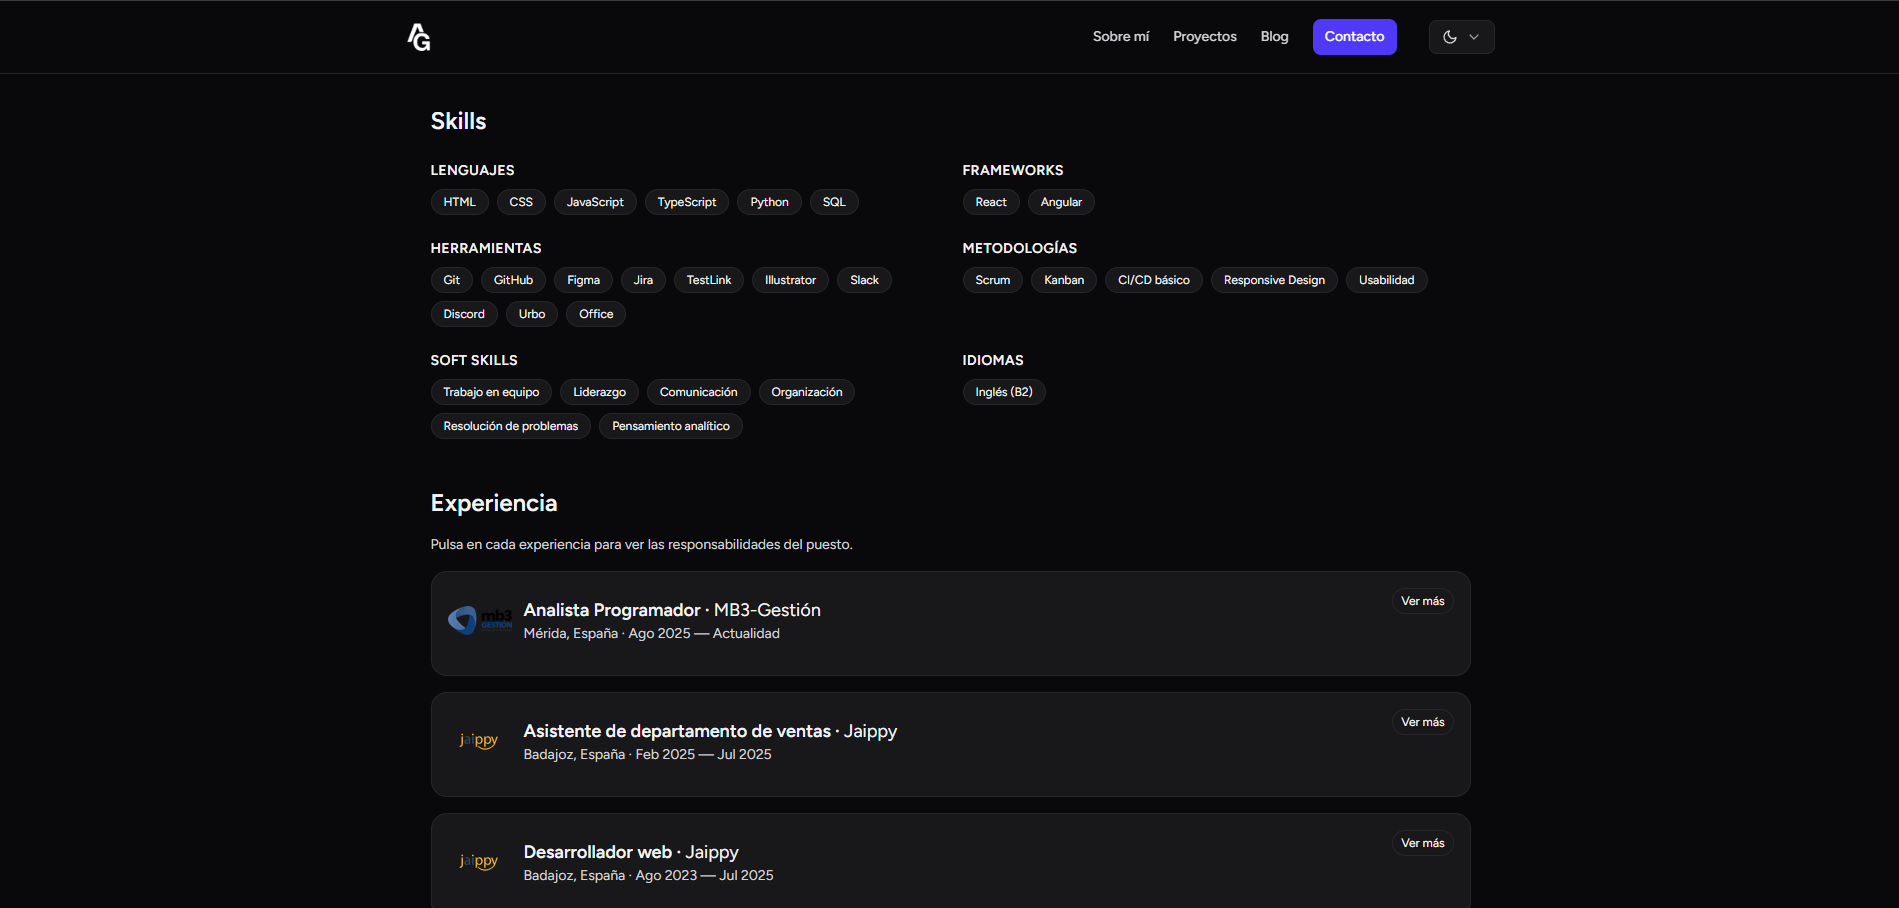 AG
Sobre mí Proyectos Blog Contacto
Skills
LENGUAJES
HTML CSS JavaScript TypeScript Python SQL
FRAMEWORKS
React Angular
HERRAMIENTAS
Git GitHub Figma Jira TestLink Illustrator Slack
Discord Urbo Office
METODOLOGÍAS
Scrum Kanban CI/CD básico Responsive Design Usabilidad
SOFT SKILLS
Trabajo en equipo Liderazgo Comunicación Organización
Resolución de problemas Pensamiento analítico
IDIOMAS
Inglés (B2)
Experiencia
Pulsa en cada experiencia para ver las responsabilidades del puesto.
mb3
GESTIÓN
Analista Programador · MB3-Gestión
Mérida, España · Ago 2025 — Actualidad
Ver más
jaippy
Asistente de departamento de ventas · Jaippy
Badajoz, España · Feb 2025 — Jul 2025
Ver más
jaippy
Desarrollador web · Jaippy
Badajoz, España · Ago 2023 — Jul 2025
Ver más